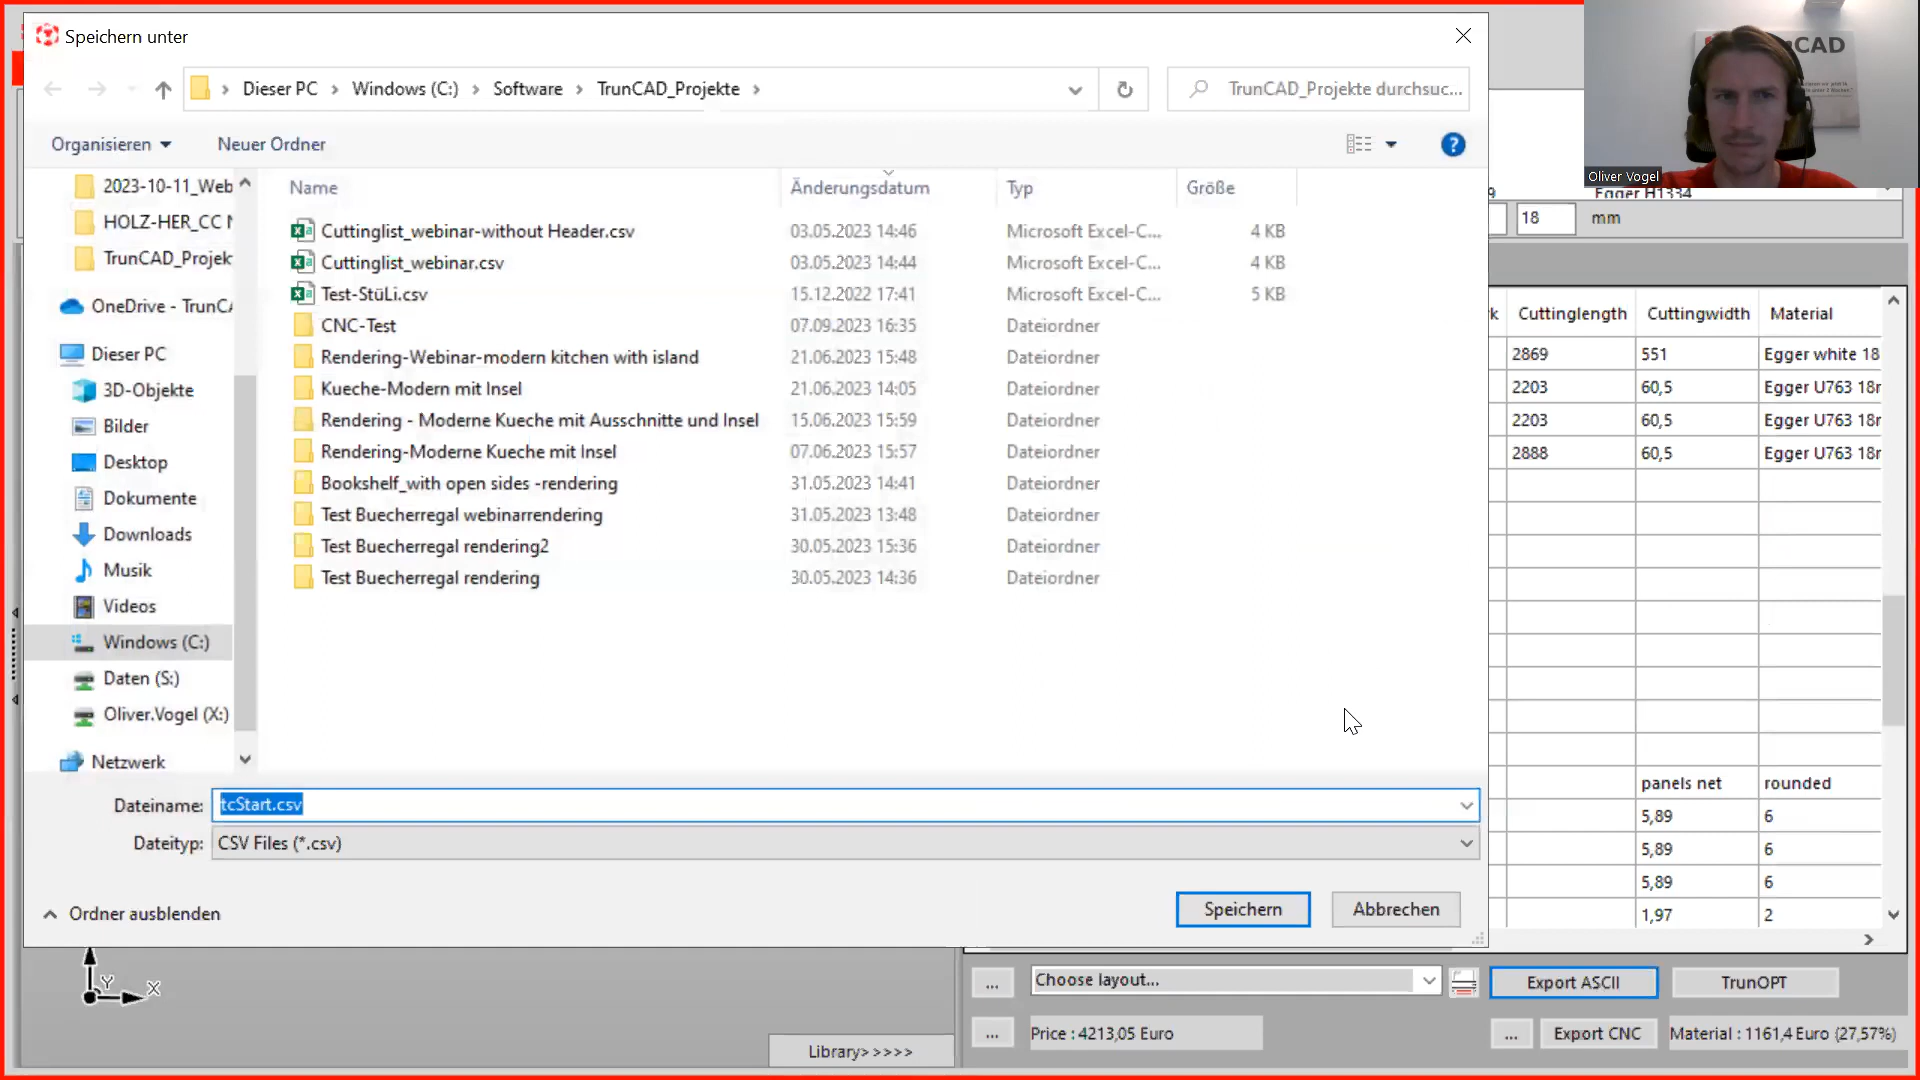 Speichern unter
CAD
Oliver Vogel
Dieser PC > Windows (C:) > Software > TrunCAD_Projekte >
TrunCAD_Projekte durchsuc...
Organisieren
Neuer Ordner
2023-10-11_Web
HOLZ-HER_CC
TrunCAD_Projek
OneDrive - TrunCA
Dieser PC
3D-Objekte
Bilder
Desktop
Dokumente
Downloads
Musik
Videos
Windows (C:)
Daten (S:)
Oliver.Vogel (X:)
Netzwerk
Name Änderungsdatum Typ Größe
Cuttinglist_webinar-without Header.csv 03.05.2023 14:46 Microsoft Excel-C... 4 KB
Cuttinglist_webinar.csv 03.05.2023 14:44 Microsoft Excel-C... 4 KB
Test-StüLi.csv 15.12.2022 17:41 Microsoft Excel-C... 5 KB
CNC-Test 07.09.2023 16:35 Dateiordner
Rendering-Webinar-modern kitchen with island 21.06.2023 15:48 Dateiordner
Kueche-Modern mit Insel 21.06.2023 14:05 Dateiordner
Rendering - Moderne Kueche mit Ausschnitte und Insel 15.06.2023 15:59 Dateiordner
Rendering-Moderne Kueche mit Insel 07.06.2023 15:57 Dateiordner
Bookshelf_with open sides -rendering 31.05.2023 14:41 Dateiordner
Test Buecherregal webinarrendering 31.05.2023 13:48 Dateiordner
Test Buecherregal rendering2 30.05.2023 15:36 Dateiordner
Test Buecherregal rendering 30.05.2023 14:36 Dateiordner
Dateiname: tcStart.csv
Dateityp: CSV Files (*.csv)
Ordner ausblenden
Speichern
Abbrechen
Egger H1334
18 mm
Cuttinglength Cuttingwidth Material
2869 551 Egger white 18
2203 60,5 Egger U763 18
2203 60,5 Egger U763 18
2888 60,5 Egger U763 18
panels net rounded
5,89 6
5,89 6
5,89 6
1,97 2
Y X
Library> >>>>
... Choose layout... Export ASCII TrunOPT
... Price : 4213,05 Euro ... Export CNC Material : 1161,4 Euro (27,57%)